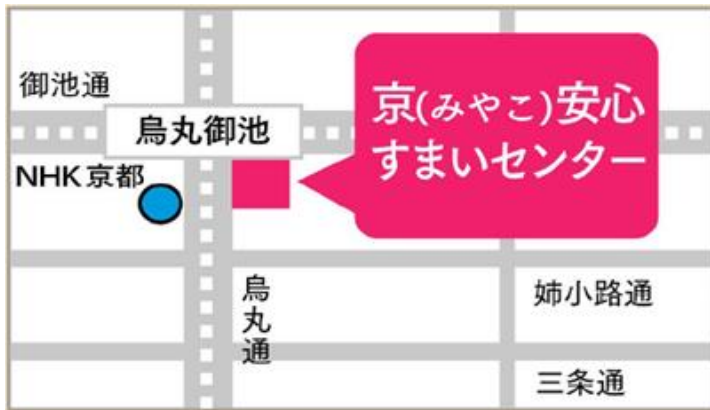 御池通
烏丸御池
京(みやこ)安心
すまいセンター
NHK京都
烏丸通
姉小路通
三条通